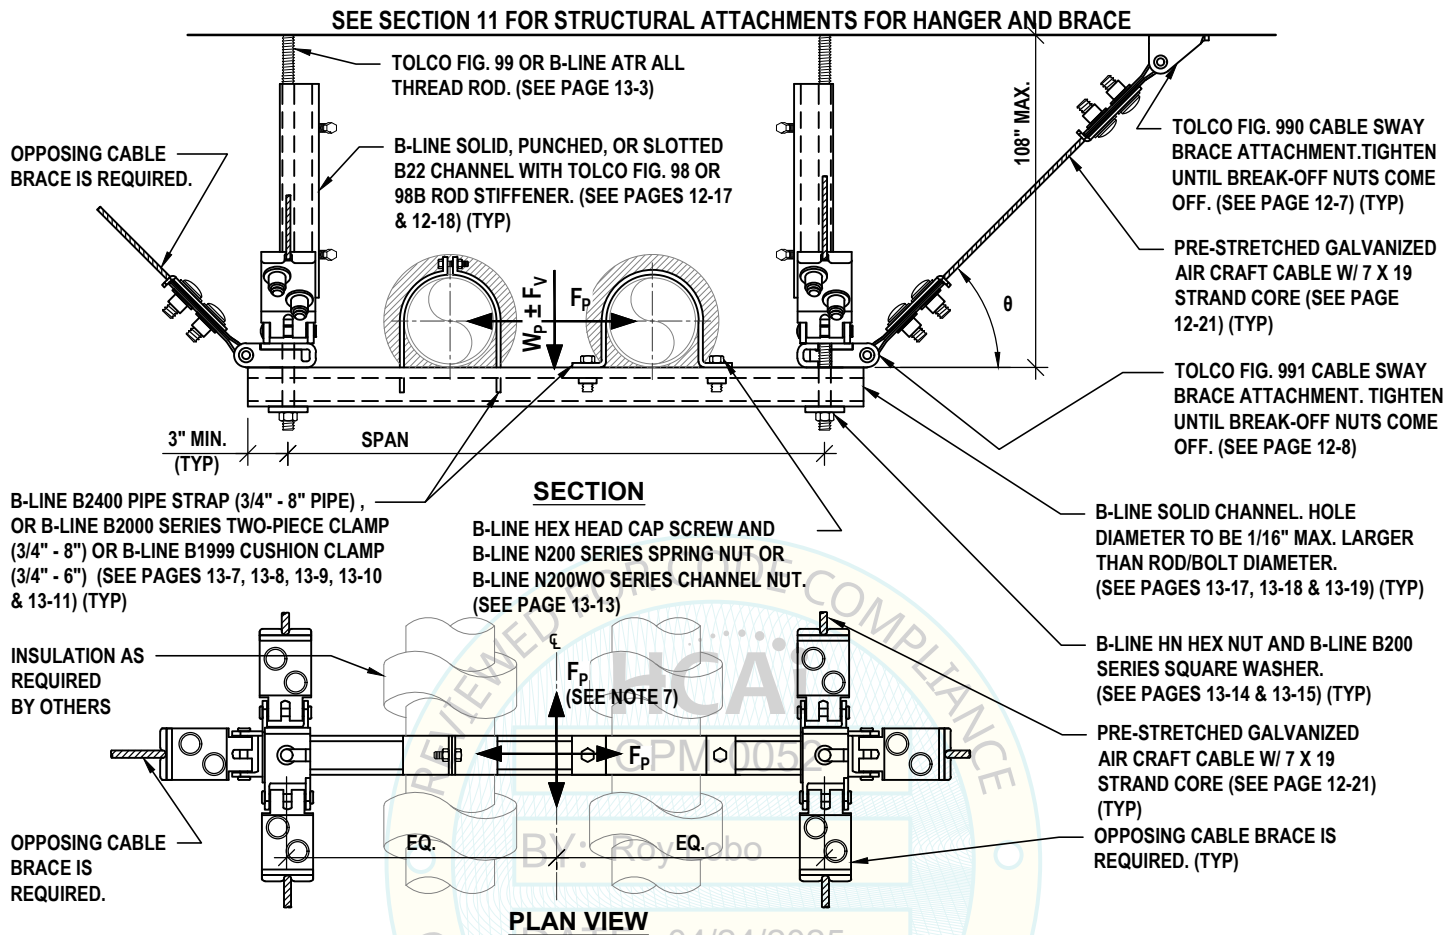 SEE SECTION 11 FOR STRUCTURAL ATTACHMENTS FOR HANGER AND BRACE
TOLCO FIG. 99 OR B-LINE ATR ALL
THREAD ROD. (SEE PAGE 13-3)
OPPOSING CABLE
BRACE IS REQUIRED.
B-LINE SOLID, PUNCHED, OR SLOTTED
B22 CHANNEL WITH TOLCO FIG. 98 OR
98B ROD STIFFENER. (SEE PAGES 12-17
& 12-18) (TYP)
108" MAX.
TOLCO FIG. 990 CABLE SWAY
BRACE ATTACHMENT.TIGHTEN
UNTIL BREAK-OFF NUTS COME
OFF. (SEE PAGE 12-7) (TYP)
PRE-STRETCHED GALVANIZED
AIR CRAFT CABLE W/ 7 X 19
STRAND CORE (SEE PAGE
12-21) (TYP)
WP ± FV
FP
θ
TOLCO FIG. 991 CABLE SWAY
BRACE ATTACHMENT. TIGHTEN
UNTIL BREAK-OFF NUTS COME
OFF. (SEE PAGE 12-8)
3" MIN.
(TYP)
SPAN
B-LINE B2400 PIPE STRAP (3/4" - 8" PIPE) ,
OR B-LINE B2000 SERIES TWO-PIECE CLAMP
(3/4" - 8") OR B-LINE B1999 CUSHION CLAMP
(3/4" - 6") (SEE PAGES 13-7, 13-8, 13-9, 13-10
& 13-11) (TYP)
SECTION
B-LINE HEX HEAD CAP SCREW AND
B-LINE N200 SERIES SPRING NUT OR
B-LINE N200WO SERIES CHANNEL NUT.
(SEE PAGE 13-13)
B-LINE SOLID CHANNEL. HOLE
DIAMETER TO BE 1/16" MAX. LARGER
THAN ROD/BOLT DIAMETER.
(SEE PAGES 13-17, 13-18 & 13-19) (TYP)
B-LINE HN HEX NUT AND B-LINE B200
SERIES SQUARE WASHER.
(SEE PAGES 13-14 & 13-15) (TYP)
INSULATION AS
REQUIRED
BY OTHERS
℄
FP
(SEE NOTE 7)
FP
REVIEWED FOR CODE COMPLIANCE
HCAi
OPM-0052
PRE-STRETCHED GALVANIZED
AIR CRAFT CABLE W/ 7 X 19
STRAND CORE (SEE PAGE 12-21)
(TYP)
OPPOSING CABLE
BRACE IS
REQUIRED.
EQ.
EQ.
BY: Roy Lobo
OPPOSING CABLE BRACE IS
REQUIRED. (TYP)
PLAN VIEW
DATE: 04/24/2025